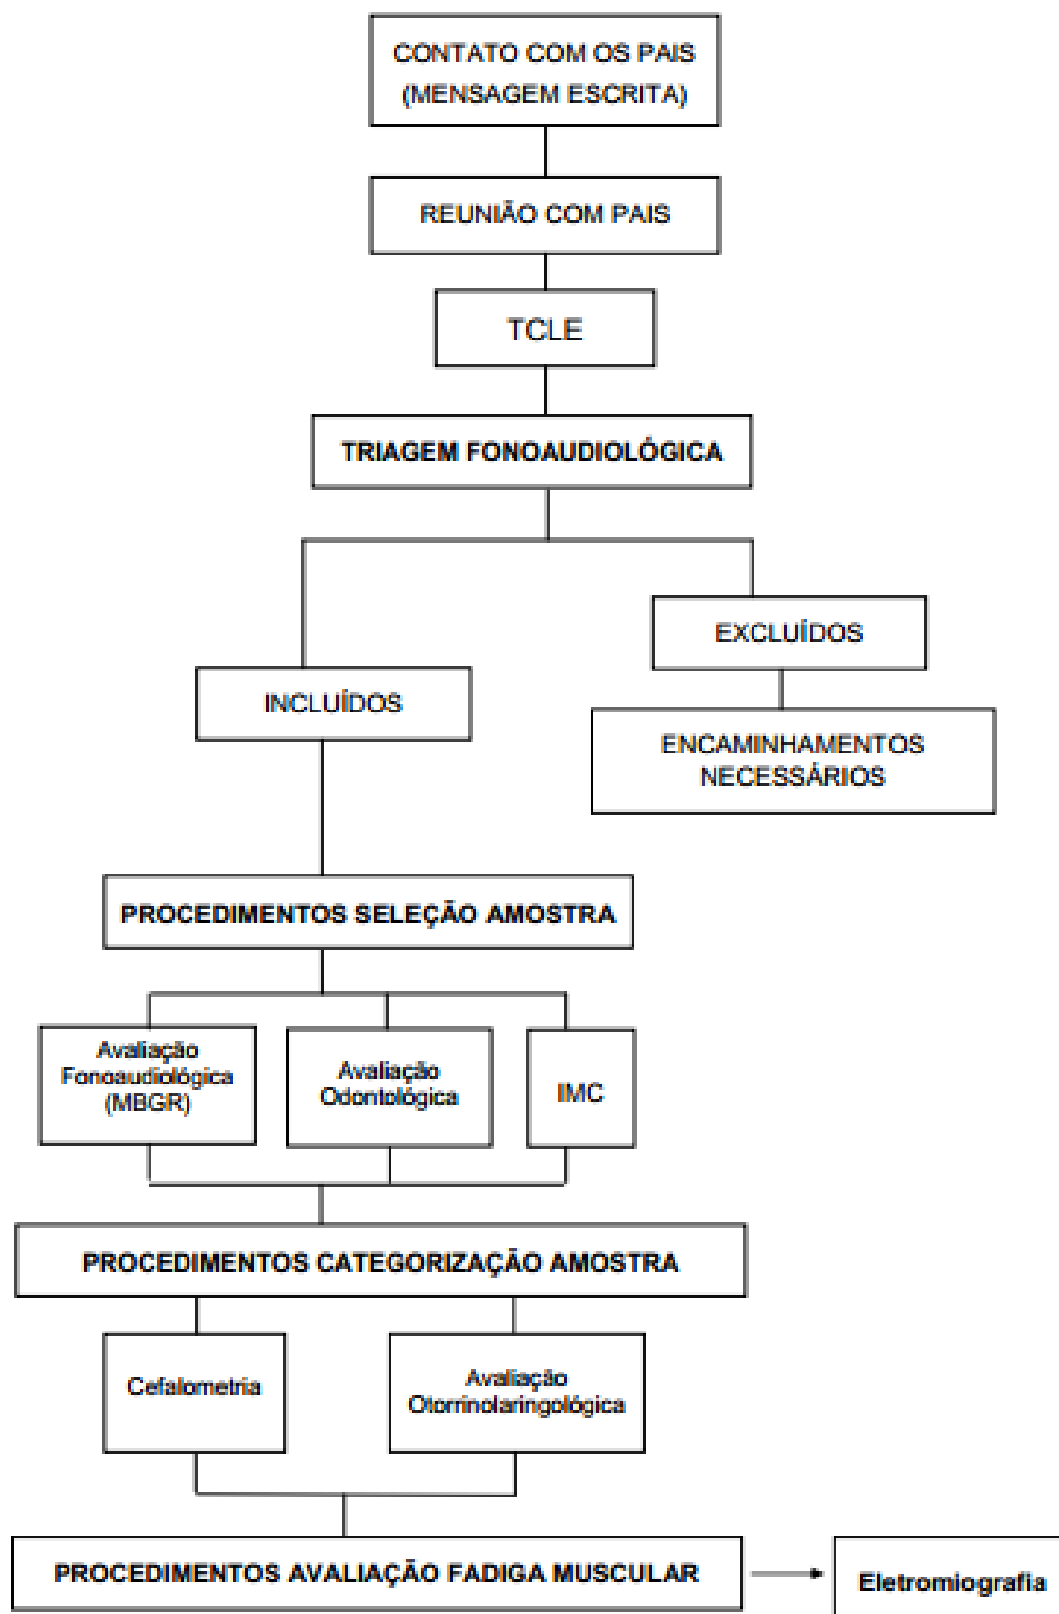 CONTATO COM OS PAIS
(MENSAGEM ESCRITA)
REUNIÃO COM PAIS
TCLE
TRIAGEM FONOAUDIOLÓGICA
EXCLUÍDOS
INCLUÍDOS
ENCAMINHAMENTOS
NECESSÁRIOS
PROCEDIMENTOS SELEÇÃO AMOSTRA
Avaliação
Fonoaudiológica
(MBGR)
Avaliação
Odontológica
IMC
PROCEDIMENTOS CATEGORIZAÇÃO AMOSTRA
Cefalometria
Avaliação
Otorrinolaringológica
PROCEDIMENTOS AVALIAÇÃO FADIGA MUSCULAR
Eletromiografia